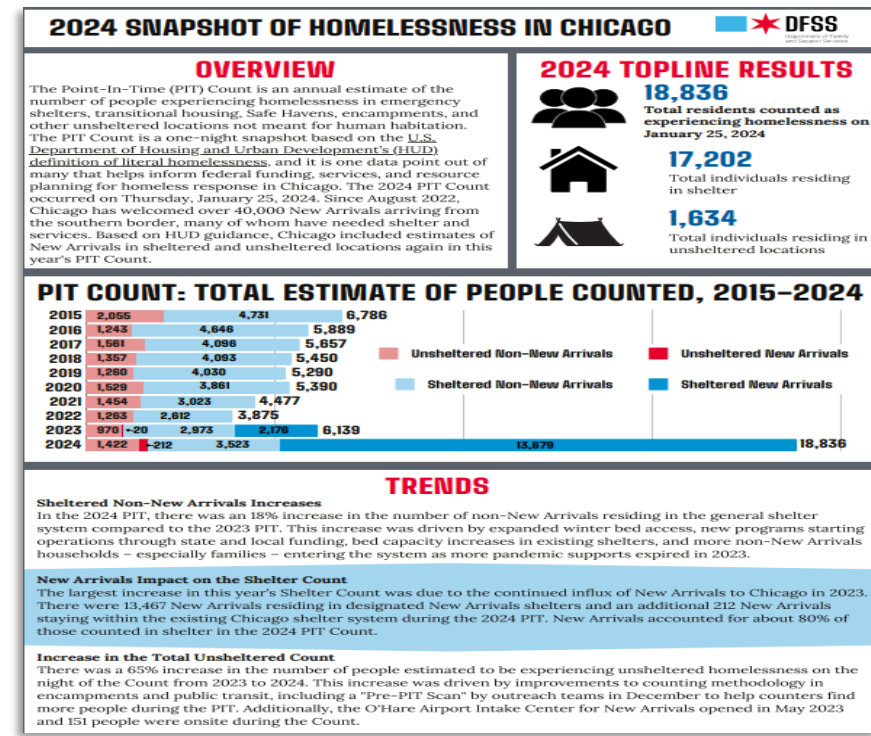 2024 SNAPSHOT OF HOMELESSNESS IN CHICAGO
DFSS
Department of Family
and Support Services
OVERVIEW
The Point-In-Time (PIT) Count is an annual estimate of the
number of people experiencing homelessness in emergency
shelters, transitional housing, Safe Havens, encampments, and
other unsheltered locations not meant for human habitation.
The PIT Count is a one-night snapshot based on the U.S.
Department of Housing and Urban Development's (HUD)
definition of literal homelessness, and it is one data point out of
many that helps inform federal funding, services, and resource
planning for homeless response in Chicago. The 2024 PIT Count
occurred on Thursday, January 25, 2024. Since August 2022,
Chicago has welcomed over 40,000 New Arrivals arriving from
the southern border, many of whom have needed shelter and
services. Based on HUD guidance, Chicago included estimates of
New Arrivals in sheltered and unsheltered locations again in this
year's PIT Count.
2024 TOPLINE RESULTS
18,836
Total residents counted as
experiencing homelessness on
January 25, 2024
17,202
Total individuals residing
in shelter
1,634
Total individuals residing in
unsheltered locations
PIT COUNT: TOTAL ESTIMATE OF PEOPLE COUNTED, 2015–2024
2015 2,055 4,731 6,786
2016 1,243 4,646 5,889
2017 1,561 4,096 5,657
2018 1,357 4,093 5,450
2019 1,260 4,030 5,290
2020 1,529 3,861 5,390
2021 1,454 3,023 4,477
2022 1,263 2,612 3,875
2023 970 20 2,973 2,176 6,139
2024 1,422 212 3,523 13,679 18,836
Unsheltered Non-New Arrivals
Unsheltered New Arrivals
Sheltered Non-New Arrivals
Sheltered New Arrivals
TRENDS
Sheltered Non-New Arrivals Increases
In the 2024 PIT, there was an 18% increase in the number of non-New Arrivals residing in the general shelter
system compared to the 2023 PIT. This increase was driven by expanded winter bed access, new programs starting
operations through state and local funding, bed capacity increases in existing shelters, and more non-New Arrivals
households – especially families – entering the system as more pandemic supports expired in 2023.
New Arrivals Impact on the Shelter Count
The largest increase in this year's Shelter Count was due to the continued influx of New Arrivals to Chicago in 2023.
There were 13,467 New Arrivals residing in designated New Arrivals shelters and an additional 212 New Arrivals
staying within the existing Chicago shelter system during the 2024 PIT. New Arrivals accounted for about 80% of
those counted in shelter in the 2024 PIT Count.
Increase in the Total Unsheltered Count
There was a 65% increase in the number of people estimated to be experiencing unsheltered homelessness on the
night of the Count from 2023 to 2024. This increase was driven by improvements to counting methodology in
encampments and public transit, including a "Pre-PIT Scan" by outreach teams in December to help counters find
more people during the PIT. Additionally, the O'Hare Airport Intake Center for New Arrivals opened in May 2023
and 151 people were onsite during the Count.